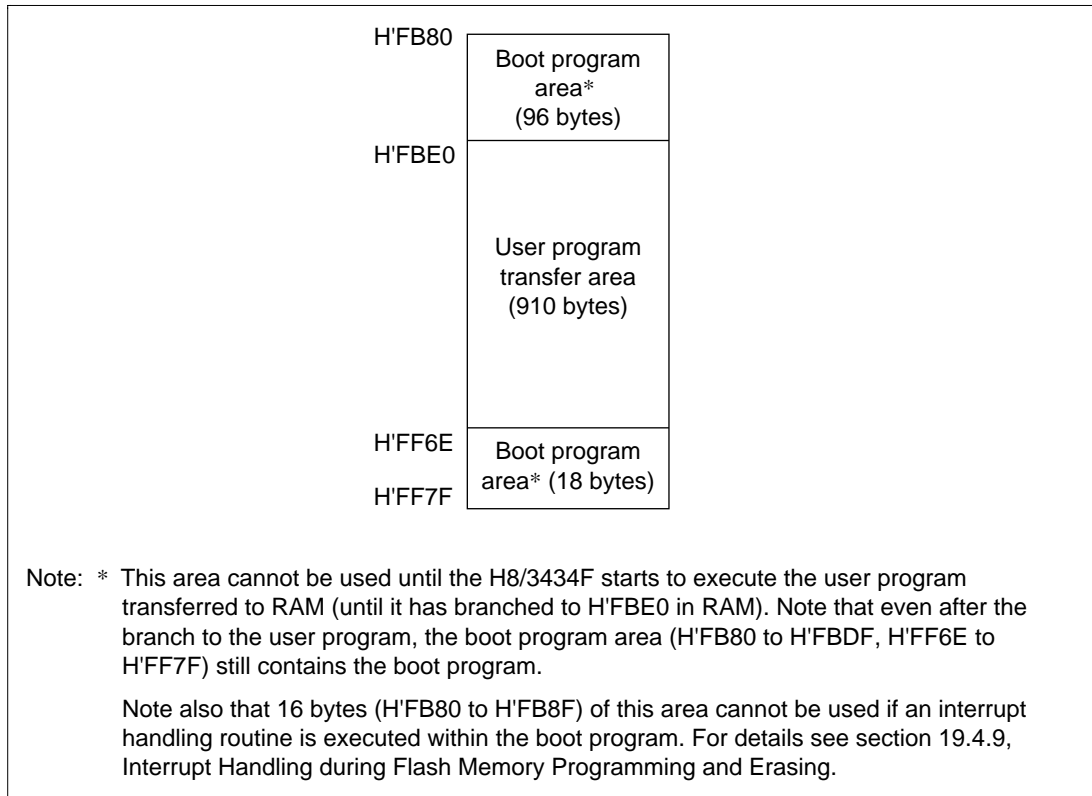 H'FB80
Boot program
area*
(96 bytes)
H'FBE0
User program
transfer area
(910 bytes)
H'FF6E
Boot program
area* (18 bytes)
H'FF7F
Note: * This area cannot be used until the H8/3434F starts to execute the user program
transferred to RAM (until it has branched to H'FBE0 in RAM). Note that even after the
branch to the user program, the boot program area (H'FB80 to H'FBDF, H'FF6E to
H'FF7F) still contains the boot program.
Note also that 16 bytes (H'FB80 to H'FB8F) of this area cannot be used if an interrupt
handling routine is executed within the boot program. For details see section 19.4.9,
Interrupt Handling during Flash Memory Programming and Erasing.